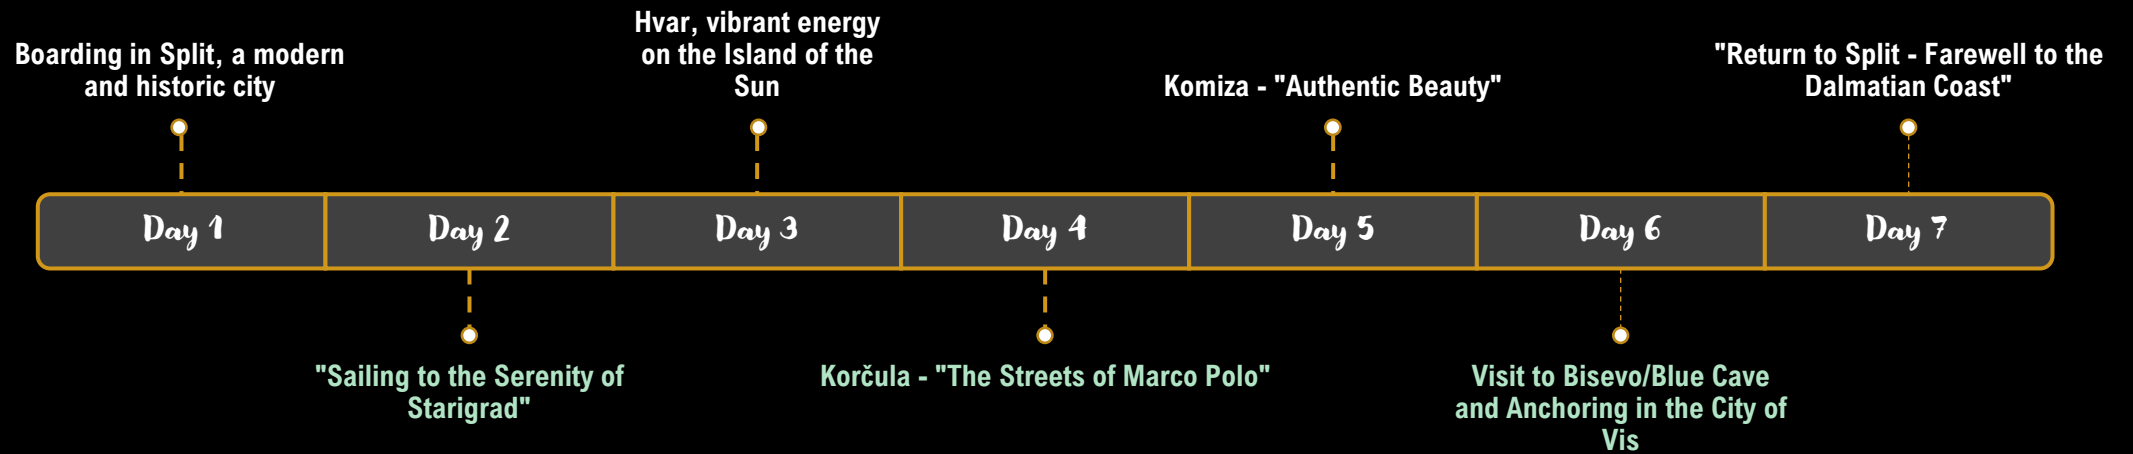 Boarding in Split, a modern
and historic city
Hvar, vibrant energy
on the Island of the
Sun
Komiza - "Authentic Beauty"
"Return to Split - Farewell to the
Dalmatian Coast"
Day 1
Day 2
Day 3
Day 4
Day 5
Day 6
Day 7
"Sailing to the Serenity of
Starigrad"
Korčula - "The Streets of Marco Polo"
Visit to Bisevo/Blue Cave
and Anchoring in the City of
Vis